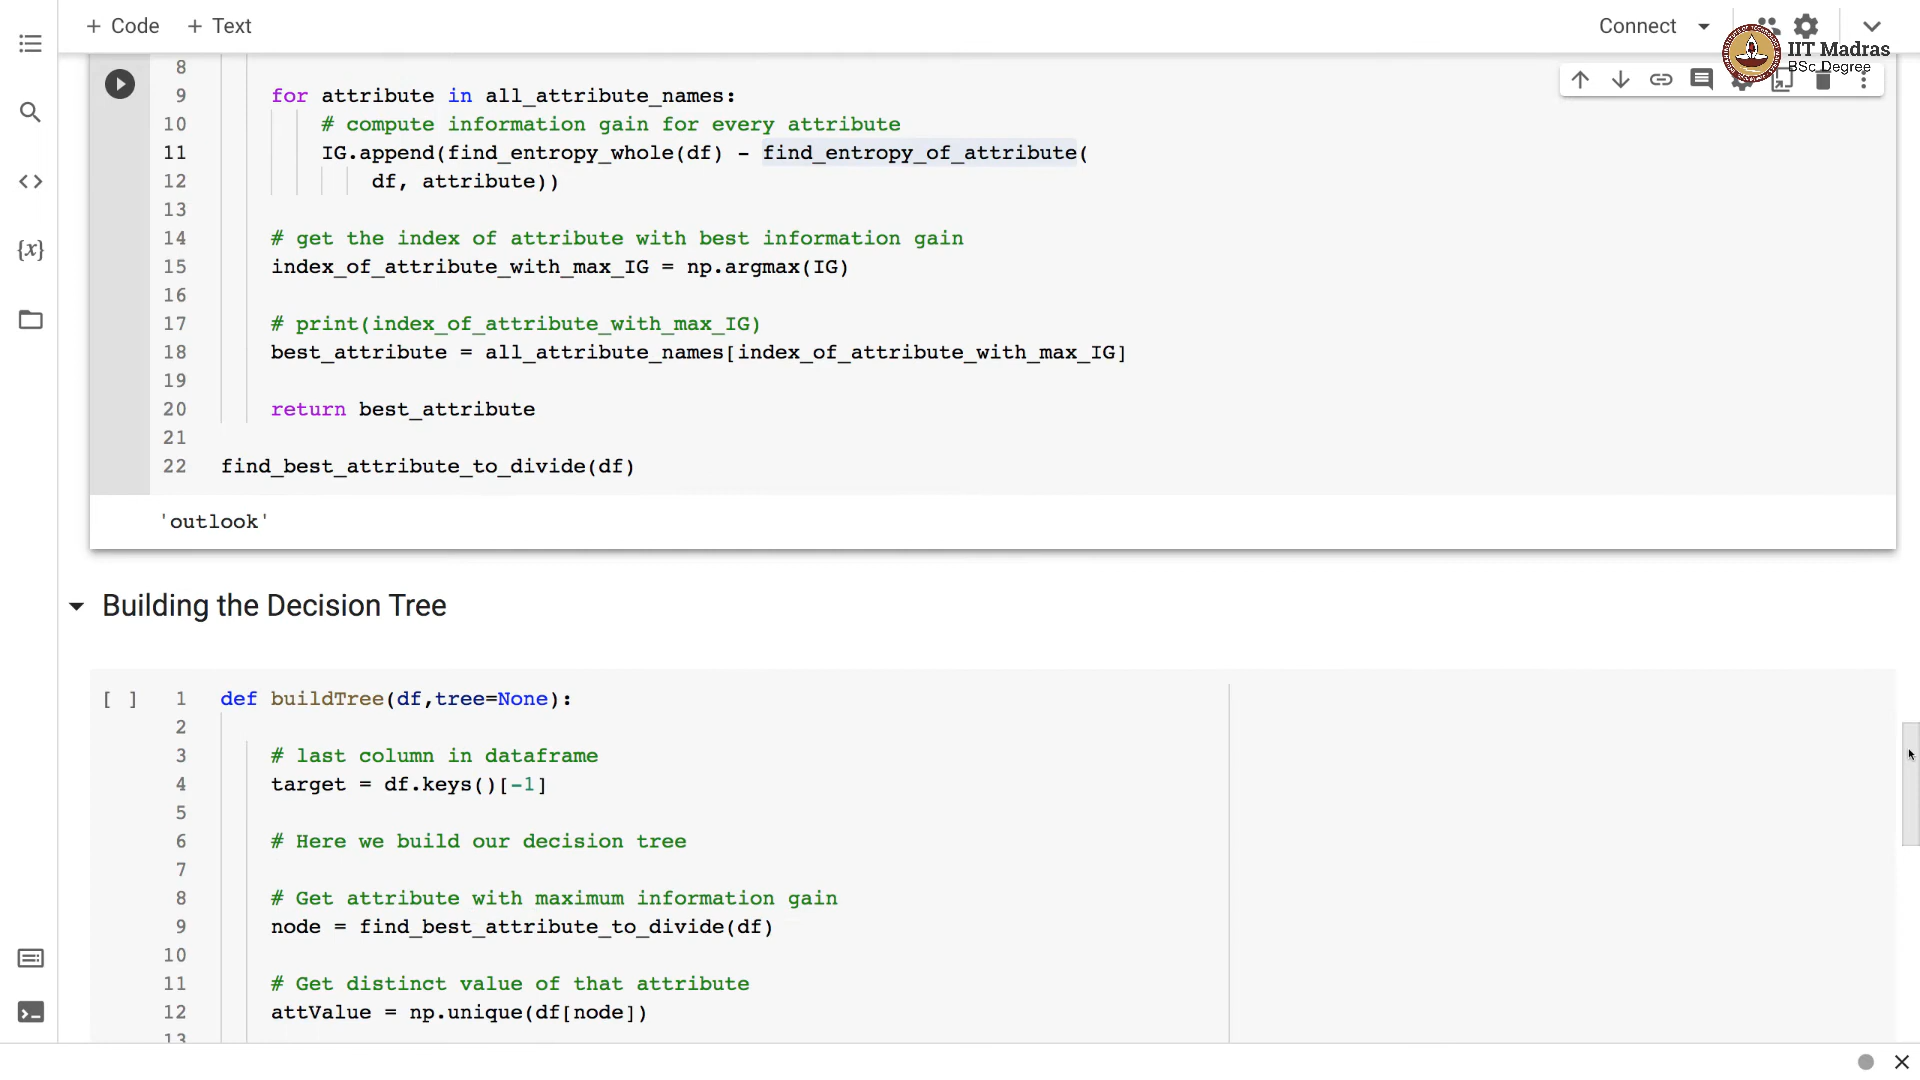 + Code + Text Connect
IIT Madras
BSc Degree
8
9 for attribute in all_attribute_names:
10 # compute information gain for every attribute
11 IG.append(find_entropy_whole(df) - find_entropy_of_attribute(
12 df, attribute))
13
14 # get the index of attribute with best information gain
15 index_of_attribute_with_max_IG = np.argmax(IG)
16
17 # print(index_of_attribute_with_max_IG)
18 best_attribute = all_attribute_names[index_of_attribute_with_max_IG]
19
20 return best_attribute
21
22 find_best_attribute_to_divide(df)
'outlook'
Building the Decision Tree
[ ] 1 def buildTree(df,tree=None):
2
3 # last column in dataframe
4 target = df.keys()[-1]
5
6 # Here we build our decision tree
7
8 # Get attribute with maximum information gain
9 node = find_best_attribute_to_divide(df)
10
11 # Get distinct value of that attribute
12 attValue = np.unique(df[node])
13